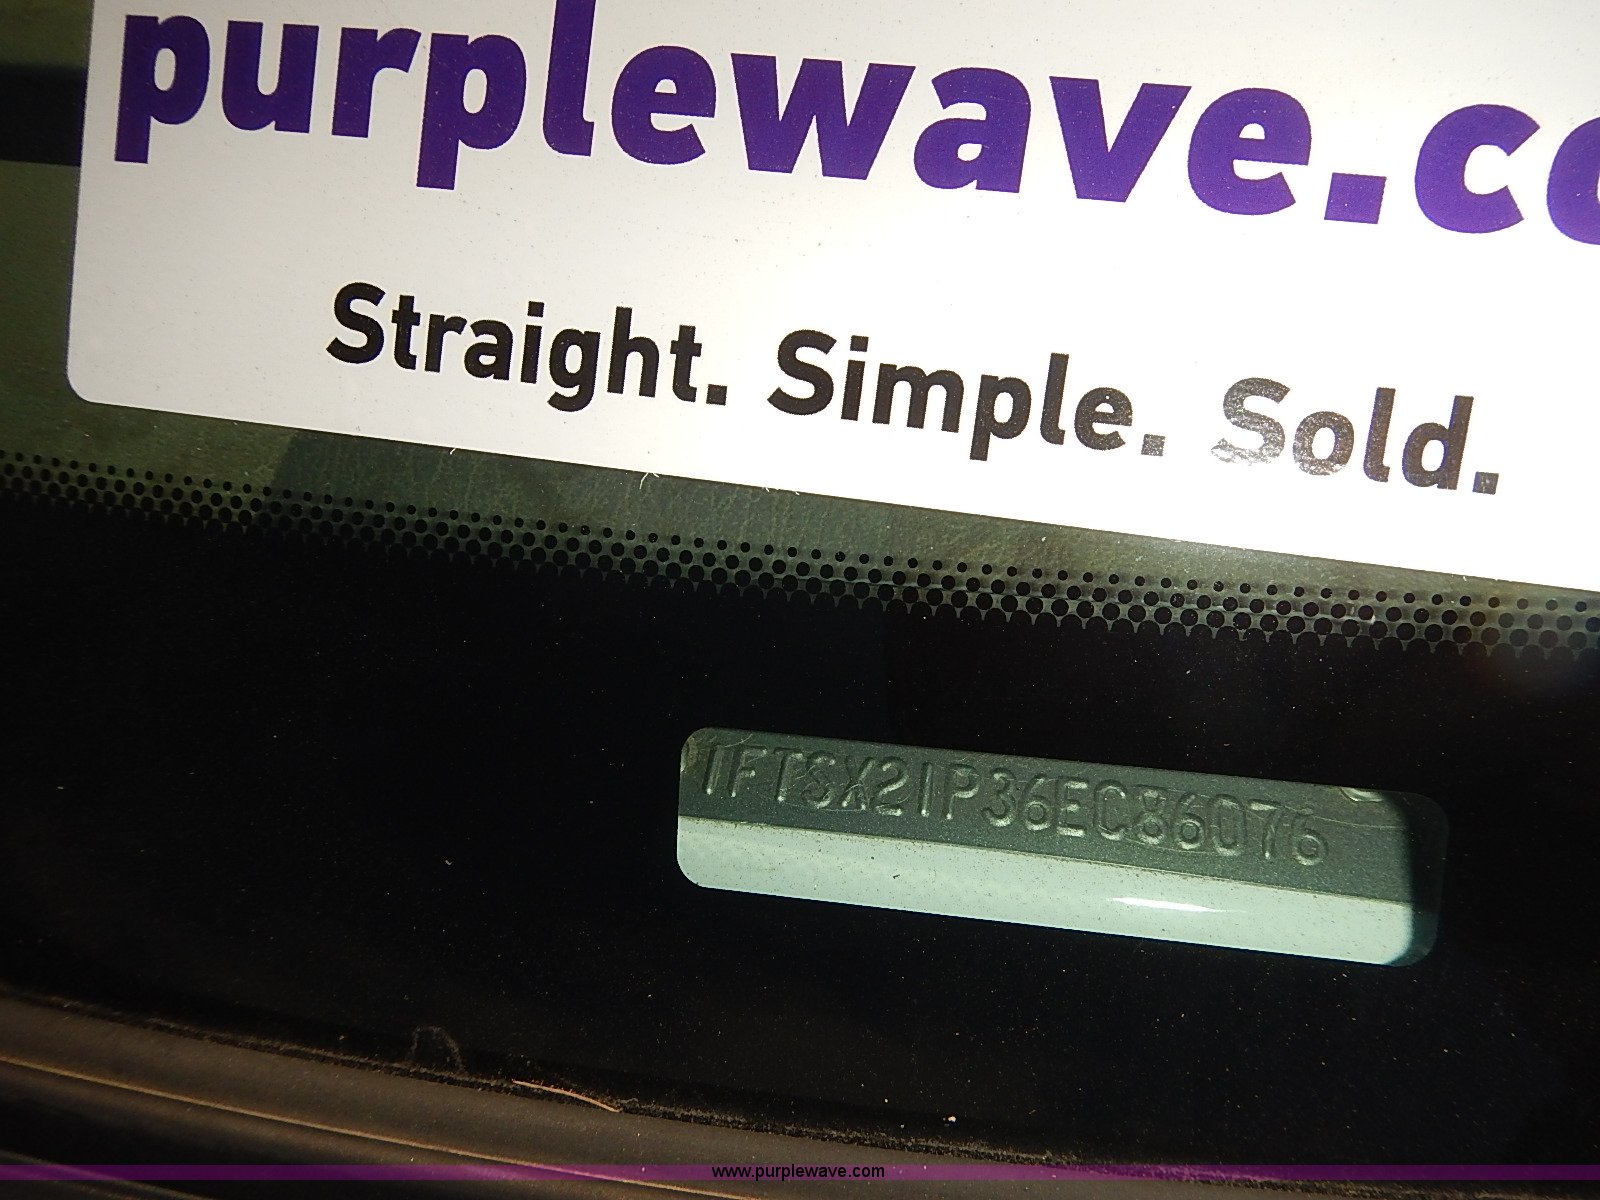 purplewave.co
Straight. Simple. Sold.
1FTSX21P36EC86076
www.purplewave.com